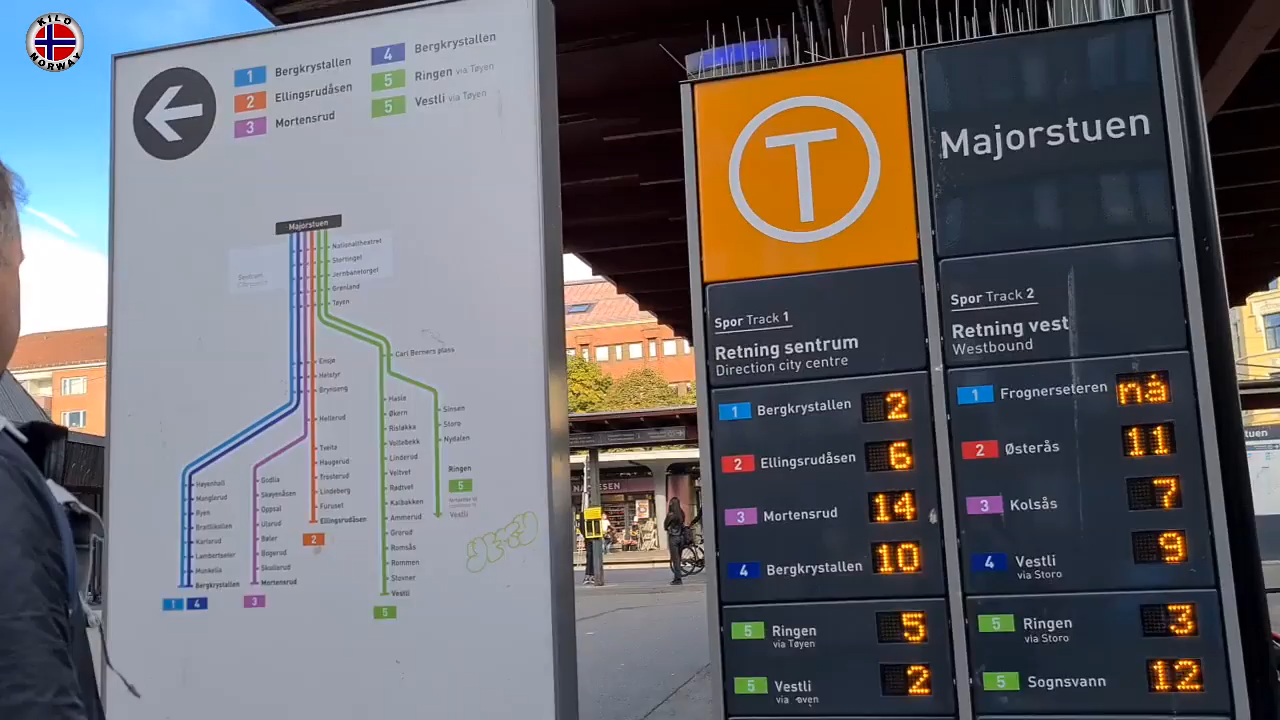 KILO
NORWAY
1 Bergkrystallen
2 Ellingsrudåsen
3 Mortensrud
4 Bergkrystallen
5 Ringen via Tøyen
5 Vestli via Tøyen
Majorstuen
Nationaltheatret
Stortinget
Jernbanetorget
Grønland
Tøyen
Sentrum
Carl Berners plass
Ensjø
Helsfyr
Brynseng
Hellerud
Tveita
Haugerud
Trosterud
Lindeberg
Furuset
Ellingsrudåsen
2
Hasle
Økern
Risløkka
Vollebekk
Linderud
Veitvet
Rødtvet
Kalbakken
Ammerud
Grorud
Romsås
Rommen
Stovner
Vestli
5
Sinsen
Storo
Nydalen
Ringen
5
Vestli
Høyenhall
Manglerud
Ryen
Brattlikollen
Karlsrud
Lambertseter
Munkelia
Bergkrystallen
1 4
Godlia
Skøyenåsen
Oppsal
Ulsrud
Bøler
Bogerud
Skullerud
Mortensrud
3
T
Majorstuen
Spor Track 1
Retning sentrum
Direction city centre
1 Bergkrystallen 2
2 Ellingsrudåsen 6
3 Mortensrud 14
4 Bergkrystallen 10
5 Ringen 5
via Tøyen
5 Vestli 2
via
Spor Track 2
Retning vest
Westbound
1 Frognerseteren nå
2 Østerås 11
3 Kolsås 7
4 Vestli 9
via Storo
5 Ringen 3
via Storo
5 Sognsvann 12